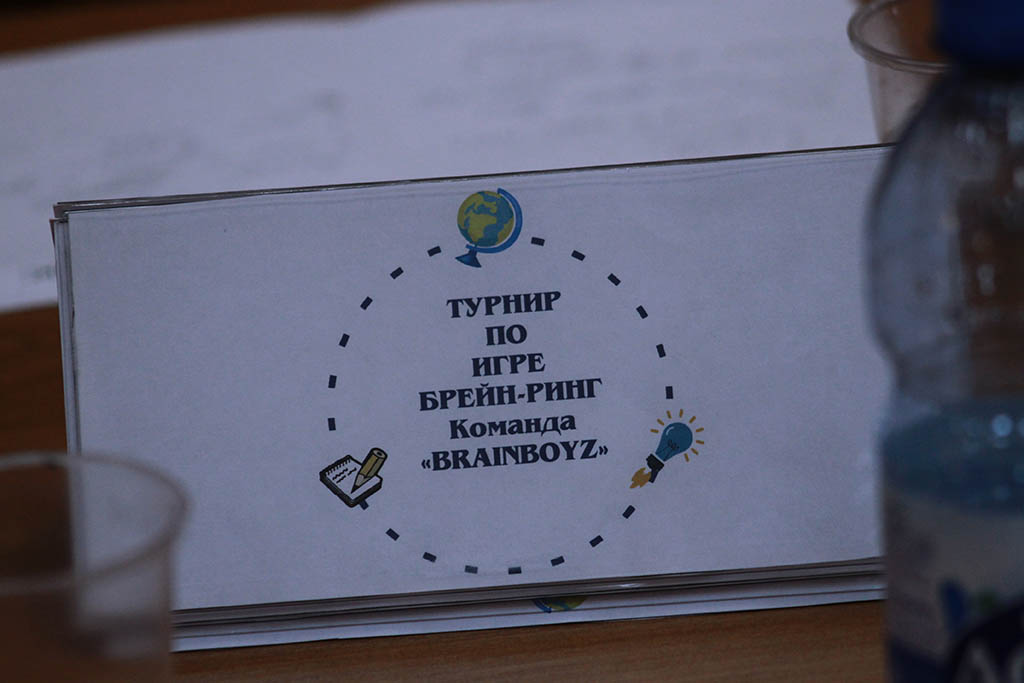 ТУРНИР
ПО
ИГРЕ
БРЕЙН-РИНГ
Команда
«BRAINBOYZ»